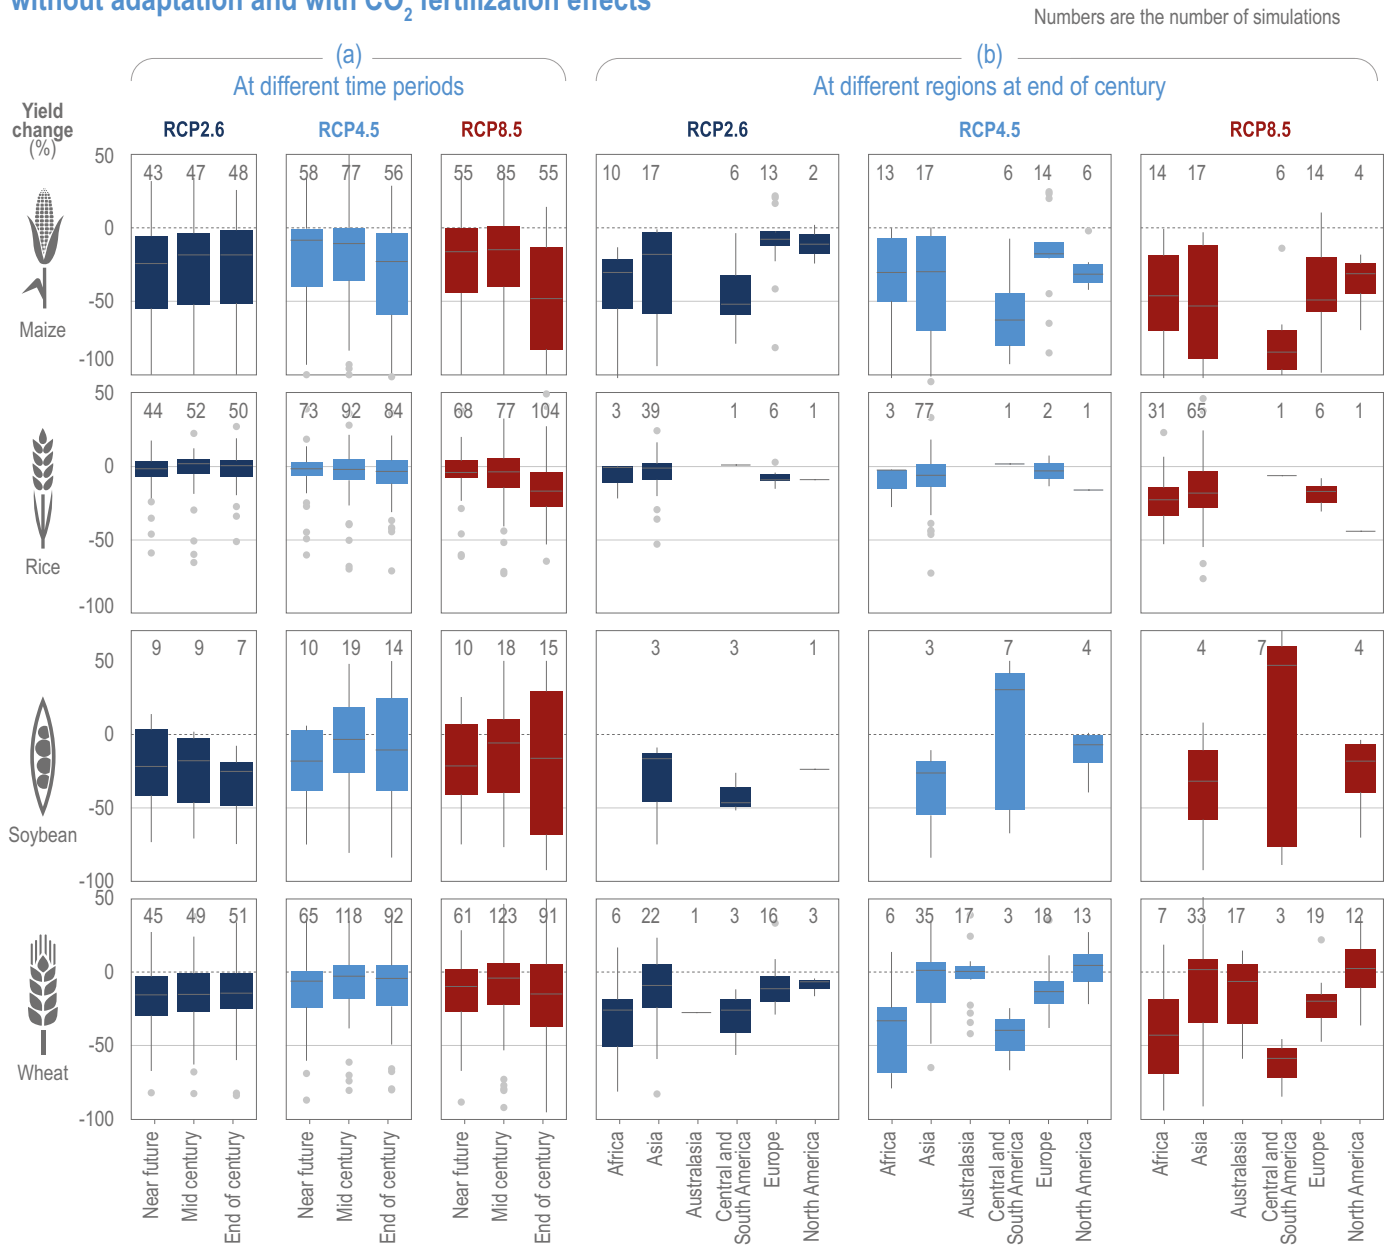 without adaptation and with CO2 fertilization effects
Numbers are the number of simulations
(a)
At different time periods
(b)
At different regions at end of century
Yield
change
(%)
RCP2.6 RCP4.5 RCP8.5 RCP2.6 RCP4.5 RCP8.5
50
43 47 48 58 77 56 55 85 55 10 17 6 13 2 13 17 6 14 6 14 17 6 14 4
0
-50
Maize
-100
50
44 52 50 73 92 84 68 77 104 3 39 1 6 1 3 77 1 2 1 31 65 1 6 1
0
-50
Rice
-100
50
9 9 7 10 19 14 10 18 15 3 3 1 3 7 4 4 7 4
0
-50
Soybean
-100
50
45 49 51 65 118 92 61 123 91 6 22 1 3 16 3 6 35 17 3 18 13 7 33 17 3 19 12
0
-50
Wheat
-100
Near future
Mid century
End of century
Near future
Mid century
End of century
Near future
Mid century
End of century
Africa
Asia
Australasia
Central and
South America
Europe
North America
Africa
Asia
Australasia
Central and
South America
Europe
North America
Africa
Asia
Australasia
Central and
South America
Europe
North America